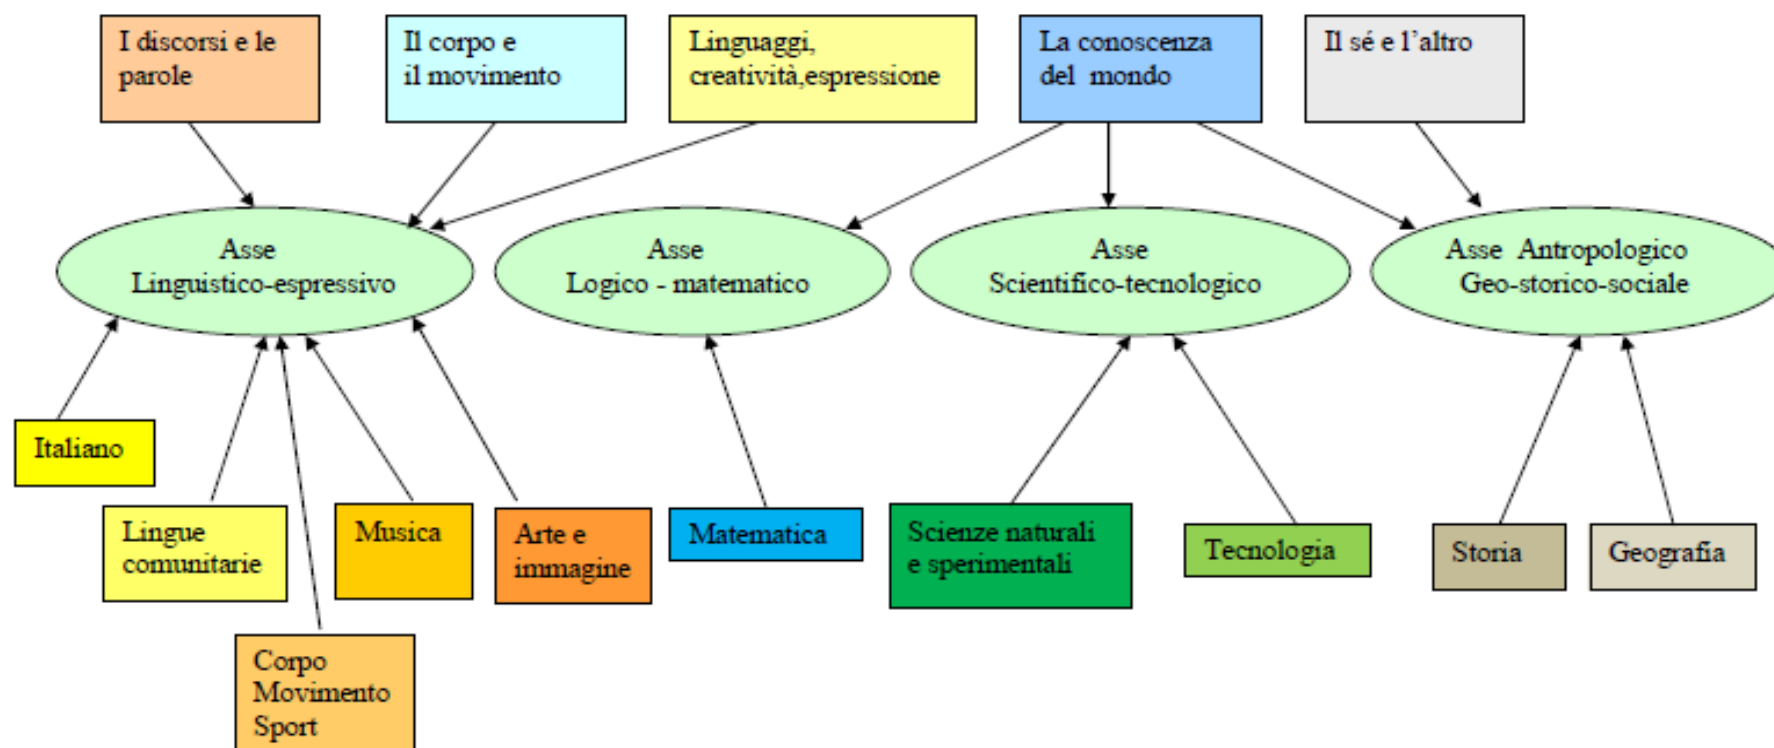 I discorsi e le
parole
Il corpo e
il movimento
Linguaggi,
creatività,espressione
La conoscenza
del mondo
Il sé e l'altro
Asse
Linguistico-espressivo
Asse
Logico - matematico
Asse
Scientifico-tecnologico
Asse Antropologico
Geo-storico-sociale
Italiano
Lingue
comunitarie
Musica
Arte e
immagine
Matematica
Scienze naturali
e sperimentali
Tecnologia
Storia
Geografia
Corpo
Movimento
Sport